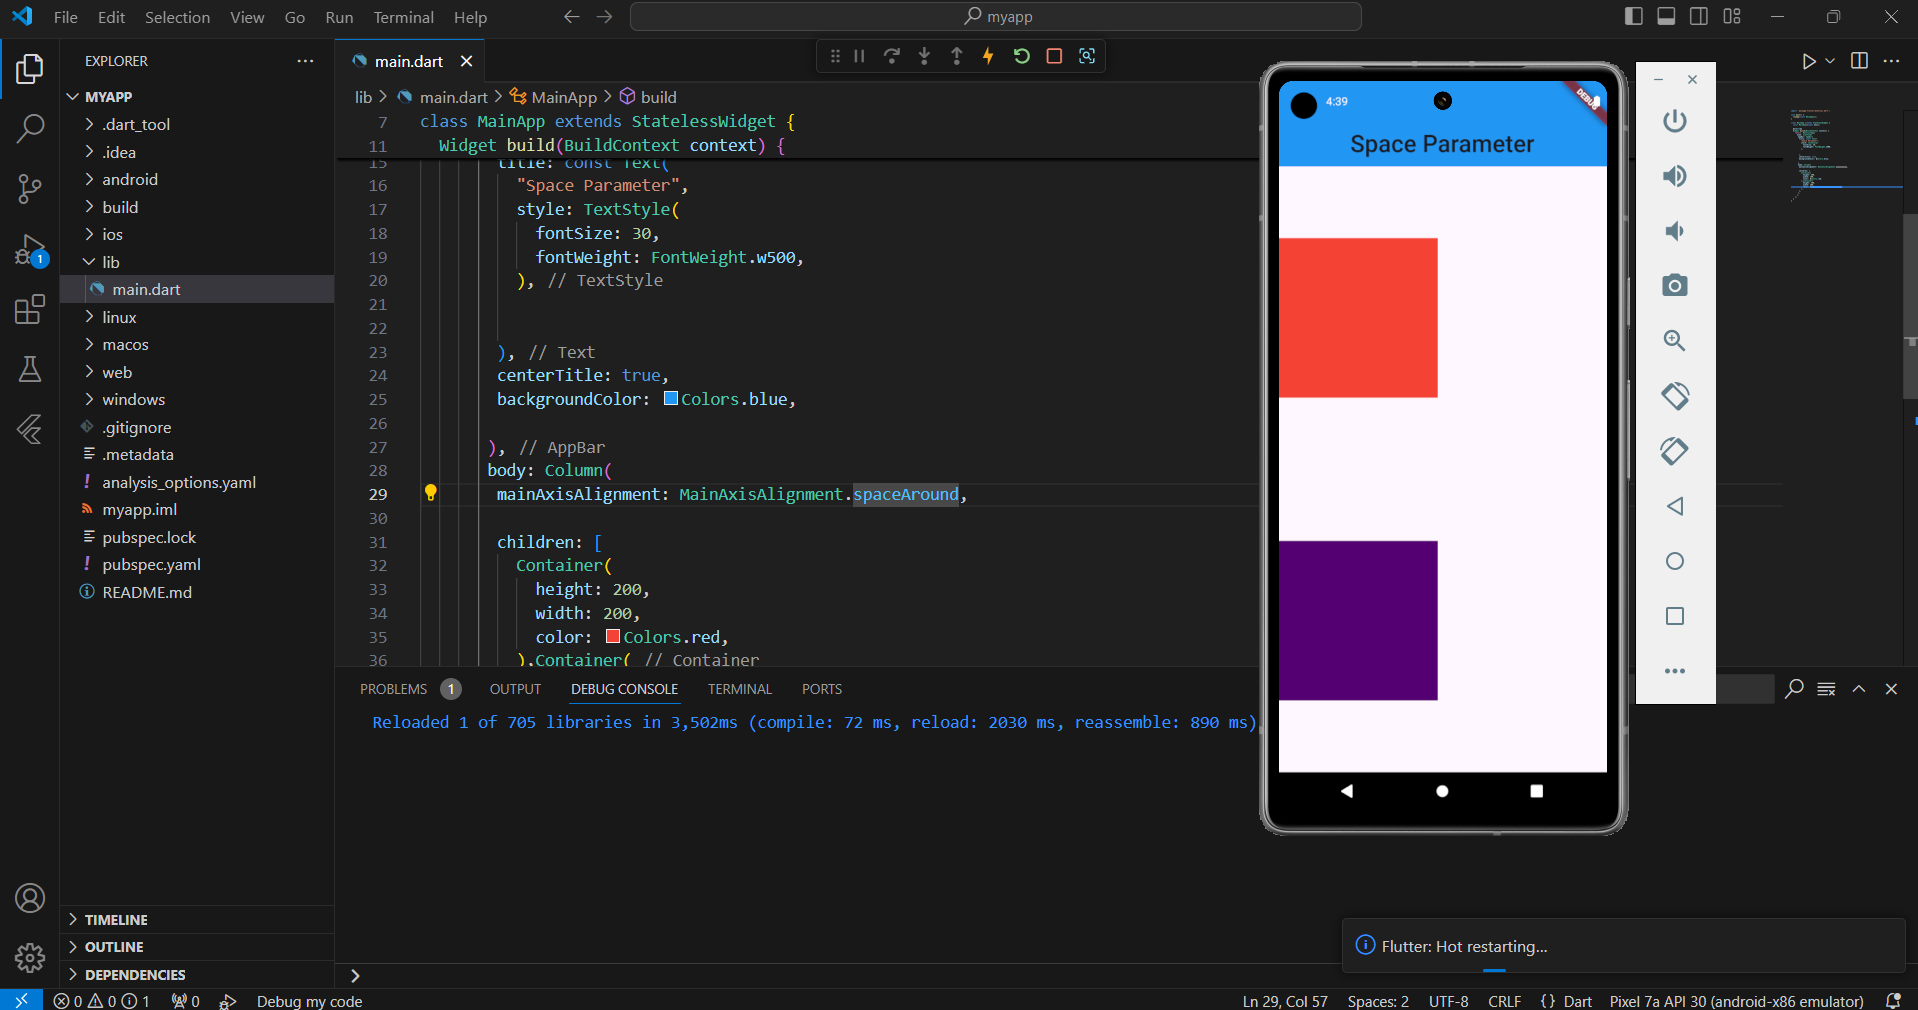 File Edit Selection View Go Run Terminal Help
myapp
EXPLORER
MYAPP
.dart_tool
.idea
android
build
ios
lib
main.dart
linux
macos
web
windows
.gitignore
.metadata
analysis_options.yaml
myapp.iml
pubspec.lock
pubspec.yaml
README.md
TIMELINE
OUTLINE
DEPENDENCIES
1
main.dart
lib > main.dart > MainApp > build
7 class MainApp extends StatelessWidget {
11 Widget build(BuildContext context) {
15 title: const Text(
16 "Space Parameter",
17 style: TextStyle(
18 fontSize: 30,
19 fontWeight: FontWeight.w500,
20 ), // TextStyle
21
22
23 ), // Text
24 centerTitle: true,
25 backgroundColor: Colors.blue,
26
27 ), // AppBar
28 body: Column(
29 mainAxisAlignment: MainAxisAlignment.spaceAround,
30
31 children: [
32 Container(
33 height: 200,
34 width: 200,
35 color: Colors.red,
36 ),Container( // Container
PROBLEMS 1 OUTPUT DEBUG CONSOLE TERMINAL PORTS
Reloaded 1 of 705 libraries in 3,502ms (compile: 72 ms, reload: 2030 ms, reassemble: 890 ms)
4:39
DEBUG
Space Parameter
Flutter: Hot restarting...
0 0 1 0 Debug my code
Ln 29, Col 57 Spaces: 2 UTF-8 CRLF {} Dart Pixel 7a API 30 (android-x86 emulator)